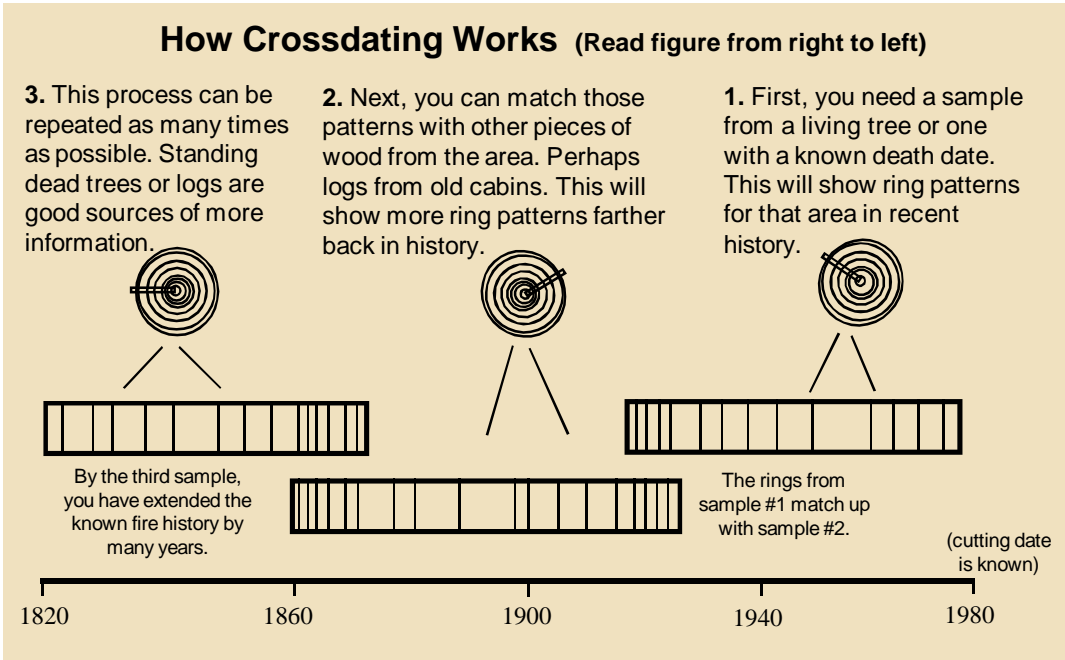 How Crossdating Works (Read figure from right to left)
3. This process can be
repeated as many times
as possible. Standing
dead trees or logs are
good sources of more
information.
2. Next, you can match those
patterns with other pieces of
wood from the area. Perhaps
logs from old cabins. This will
show more ring patterns farther
back in history.
1. First, you need a sample
from a living tree or one
with a known death date.
This will show ring patterns
for that area in recent
history.
By the third sample,
you have extended the
known fire history by
many years.
The rings from
sample #1 match up
with sample #2.
(cutting date
is known)
1820
1860
1900
1940
1980